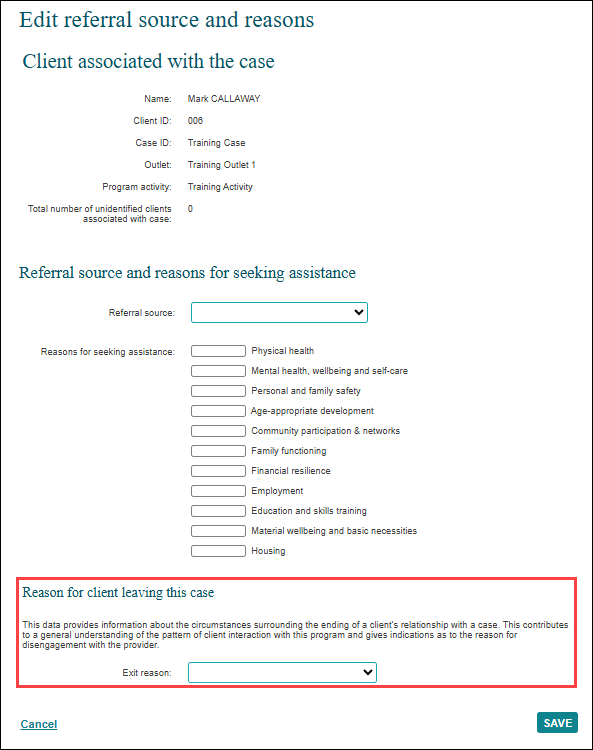 Edit referral source and reasons
Client associated with the case
Name: Mark CALLAWAY
Client ID: 006
Case ID: Training Case
Outlet: Training Outlet 1
Program activity: Training Activity
Total number of unidentified clients 0
associated with case:
Referral source and reasons for seeking assistance
Referral source:
Reasons for seeking assistance: Physical health
Mental health, wellbeing and self-care
Personal and family safety
Age-appropriate development
Community participation & networks
Family functioning
Financial resilience
Employment
Education and skills training
Material wellbeing and basic necessities
Housing
Reason for client leaving this case
This data provides information about the circumstances surrounding the ending of a client's relationship with a case. This contributes
to a general understanding of the pattern of client interaction with this program and gives indications as to the reason for
disengagement with the provider.
Exit reason:
Cancel SAVE